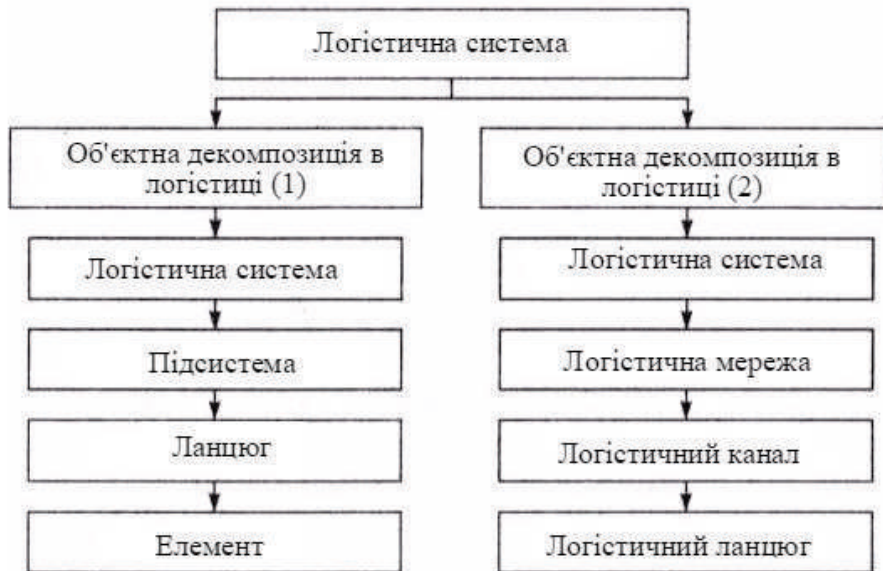 Логістична система
Об'єктна декомпозиція в
логістиці (1)
Логістична система
Підсистема
Ланцюг
Елемент
Об'єктна декомпозиція в
логістиці (2)
Логістична система
Логістична мережа
Логістичний канал
Логістичний ланцюг